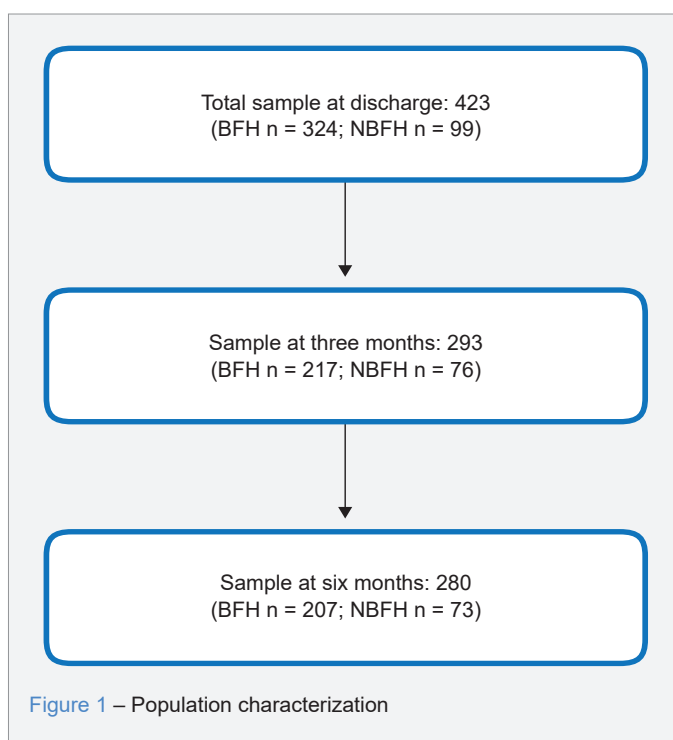 Total sample at discharge: 423
(BFH n = 324; NBFH n = 99)
Sample at three months: 293
(BFH n = 217; NBFH n = 76)
Sample at six months: 280
(BFH n = 207; NBFH n = 73)
Figure 1 – Population characterization